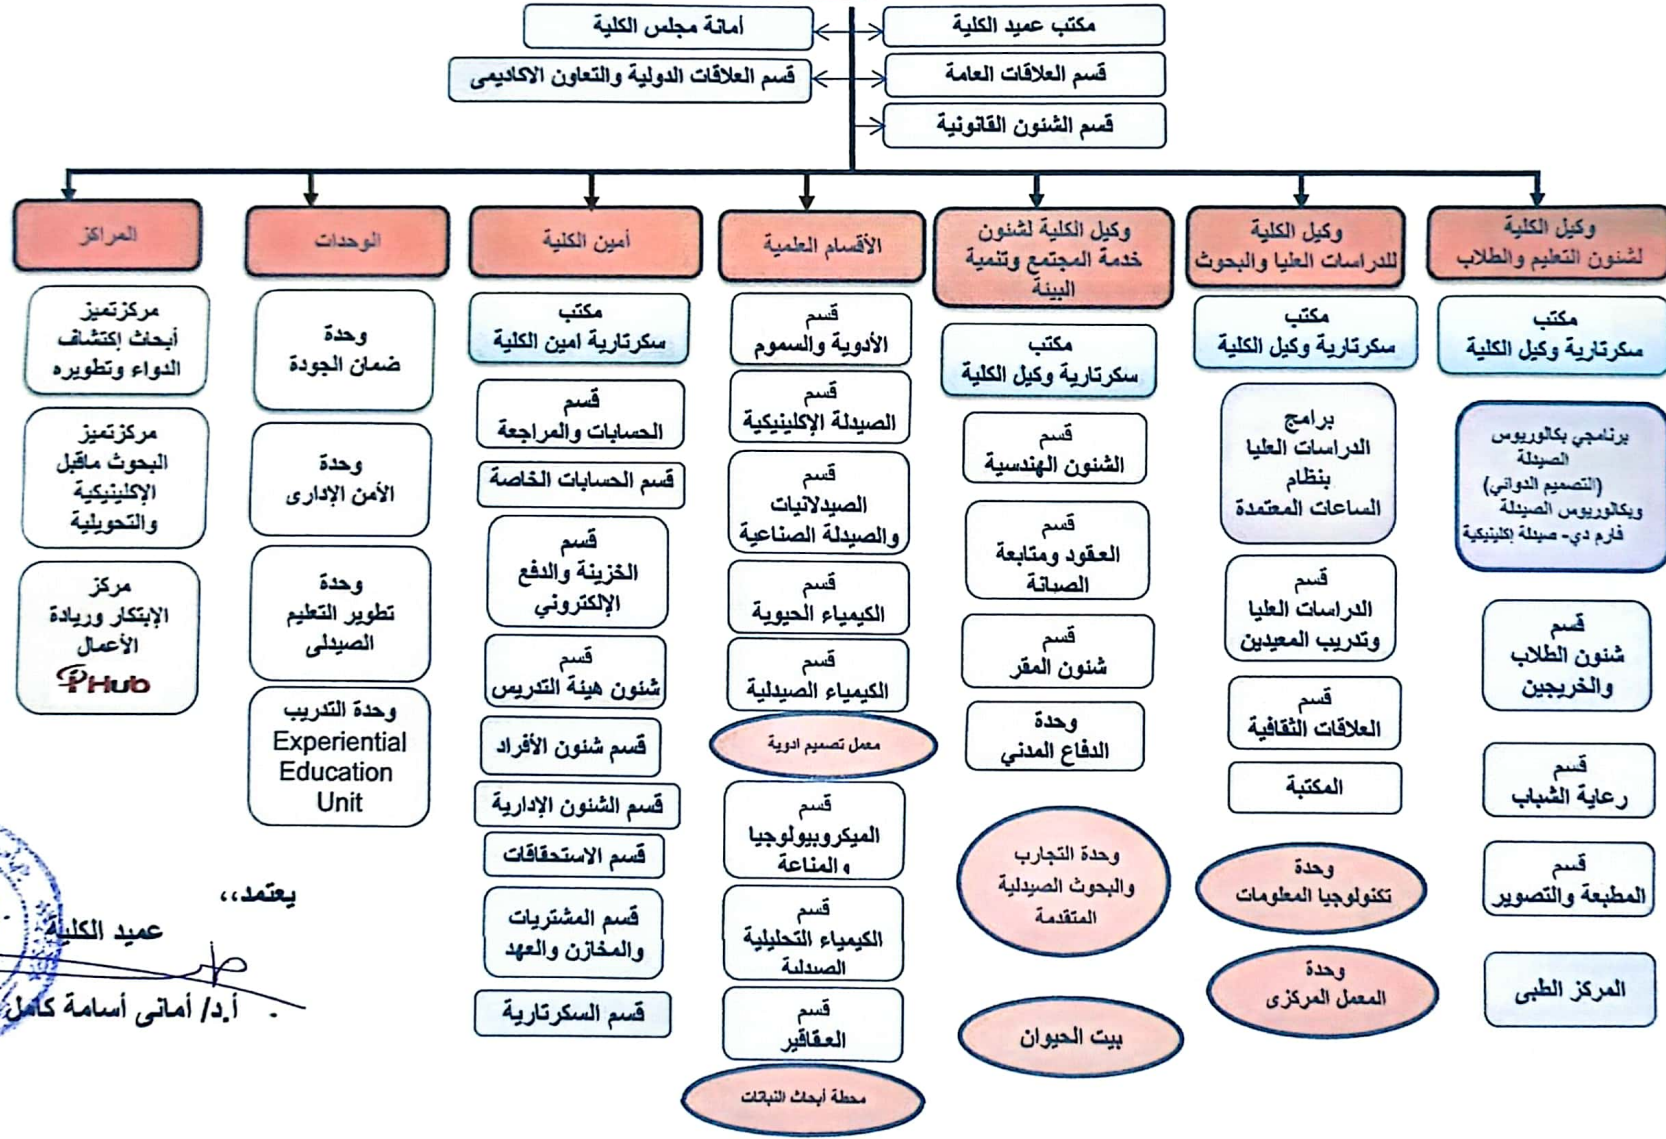 مكتب عميد الكلية
أمانة مجلس الكلية
قسم العلاقات العامة
قسم العلاقات الدولية والتعاون الاكاديمى
قسم الشئون القانونية
وكيل الكلية
لشئون التعليم والطلاب
مكتب
سكرتارية وكيل الكلية
برنامجي بكالوريوس
الصيدلة
(التصميم الدوائي)
وبكالوريوس الصيدلة
فارم دي- صيدلة إكلينيكية
قسم
شئون الطلاب
والخريجين
قسم
رعاية الشباب
قسم
المطبعة والتصوير
المركز الطبى
وكيل الكلية
للدراسات العليا والبحوث
مكتب
سكرتارية وكيل الكلية
برامج
الدراسات العليا
بنظام
الساعات المعتمدة
قسم
الدراسات العليا
وتدريب المعيدين
قسم
العلاقات الثقافية
المكتبة
وحدة
تكنولوجيا المعلومات
وحدة
المعمل المركزى
وكيل الكلية لشئون
خدمة المجتمع وتنمية
البيئة
مكتب
سكرتارية وكيل الكلية
قسم
الشئون الهندسية
قسم
العقود ومتابعة
الصيانة
قسم
شئون المقر
وحدة
الدفاع المدني
وحدة التجارب
والبحوث الصيدلية
المتقدمة
بيت الحيوان
الأقسام العلمية
قسم
الأدوية والسموم
قسم
الصيدلة الإكلينيكية
قسم
الصيدلانيات
والصيدلة الصناعية
قسم
الكيمياء الحيوية
قسم
الكيمياء الصيدلية
معمل تصميم ادوية
قسم
الميكروبيولوجيا
والمناعة
قسم
الكيمياء التحليلية
الصيدلية
قسم
العقاقير
محطة أبحاث النباتات
أمين الكلية
مكتب
سكرتارية امين الكلية
قسم
الحسابات والمراجعة
قسم الحسابات الخاصة
قسم
الخزينة والدفع
الإلكتروني
قسم
شئون هيئة التدريس
قسم شئون الأفراد
قسم الشئون الإدارية
قسم الاستحقاقات
قسم المشتريات
والمخازن والعهد
قسم السكرتارية
الوحدات
وحدة
ضمان الجودة
وحدة
الأمن الإدارى
وحدة
تطوير التعليم
الصيدلى
وحدة التدريب
Experiential
Education
Unit
المراكز
مركزتميز
أبحاث إكتشاف
الدواء وتطويره
مركزتميز
البحوث ماقبل
الإكلينيكية
والتحويلية
مركز
الإبتكار وريادة
الأعمال
iHub
يعتمد،،
عميد الكلية
أ.د/ أمانى أسامة كامل